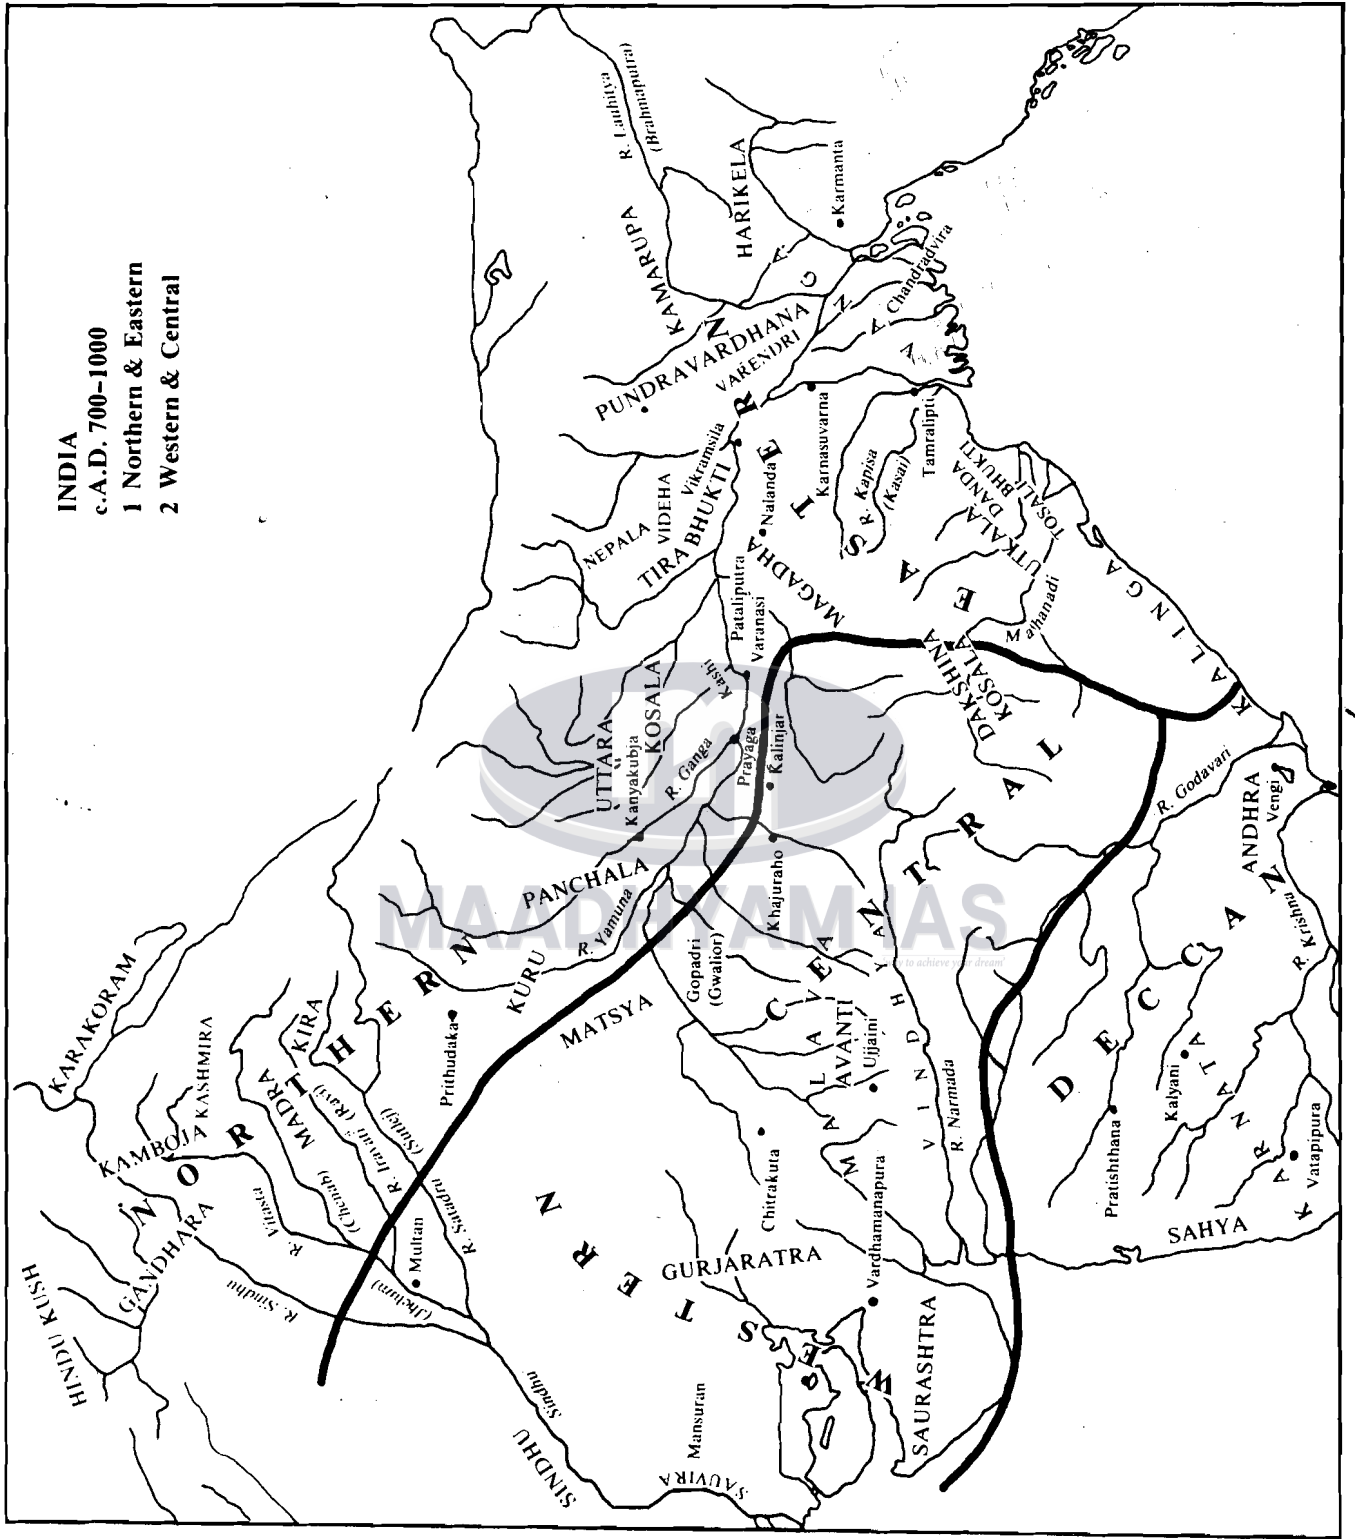 INDIA
c.A.D. 700-1000
1 Northern & Eastern
2 Western & Central
HINDU KUSH
KARAKORAM
KAMBOJA
KASHMIRA
GANDHARA
MADRA
KIRA
NORTHERN
R. Sindhu
R. Vitasta
(Jhelum)
(Chenab)
R. Iravati (Ravi)
R. Satadru (Sutlej)
Multan
Prithudaka
KURU
PANCHALA
R. Yamuna
R. Ganga
UTTARA
KOSALA
Kanyakubja
Kashi
Prayaga
Varanasi
Pataliputra
NEPALA
VIDEHA
TIRABHUKTI
Vikramsila
Nalanda
MAGADHA
PUNDRAVARDHANA
VARENDRI
KAMARUPA
R. Lauhitya
(Brahmaputra)
HARIKELA
Karmanta
VANGA
Chandradvira
EASTERN
Karnasuvarna
R. Kapisa
(Kasai)
Tamralipti
DANDA
BHUKTI
UTKALA
TOSALI
Mahanadi
KALINGA
DAKSHINA
KOSALA
SINDHU
Sindhu
SAUVIRA
Mansuran
WESTERN
GURJARATRA
SAURASHTRA
Vardhamanapura
Chitrakuta
MATSYA
Gopadri
(Gwalior)
Khajuraho
Kalinjar
CENTRAL
MALAVA
AVANTI
Ujjaini
VINDHYA
R. Narmada
DECCAN
Pratishthana
Kalyani
KARNATA
Vatapipura
SAHYA
R. Godavari
ANDHRA
Vengi
R. Krishna
MAADHYAM IAS
to achieve your dream'